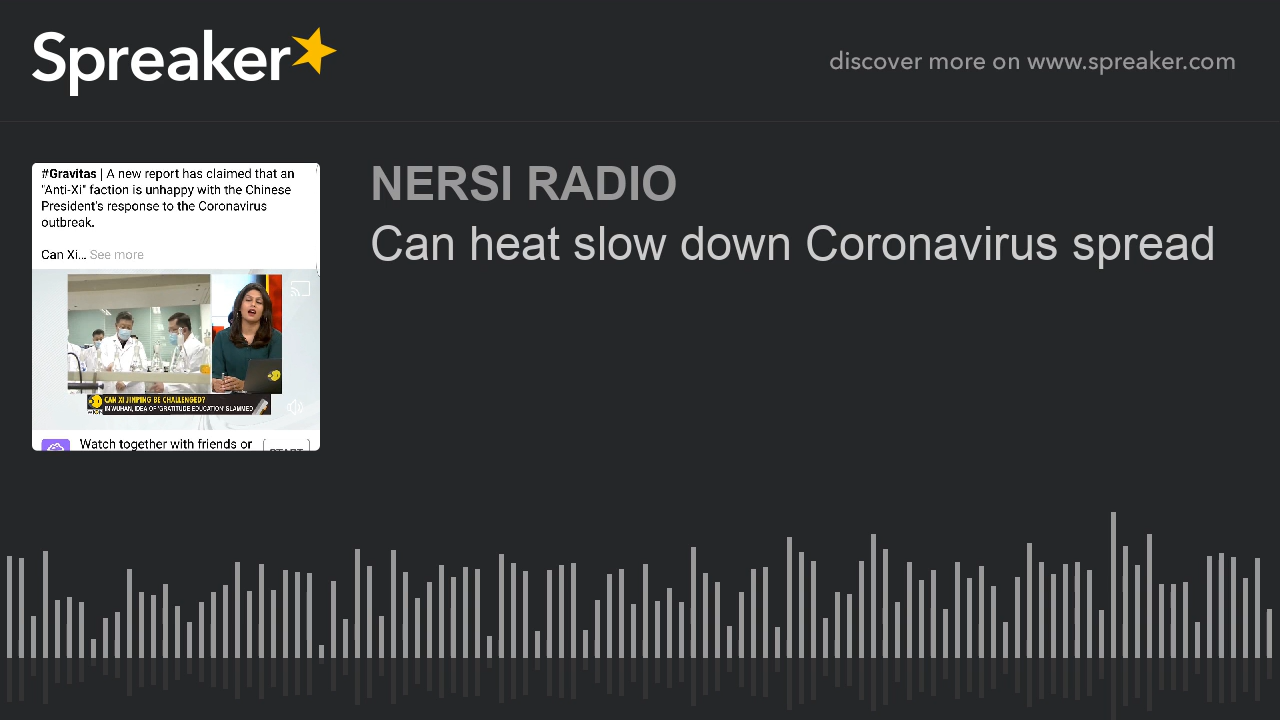 Spreaker
discover more on www.spreaker.com
#Gravitas | A new report has claimed that an
"Anti-Xi" faction is unhappy with the Chinese
President's response to the Coronavirus
outbreak.
Can Xi... See more
CAN XI JINPING BE CHALLENGED?
IN WUHAN, IDEA OF 'GRATITUDE EDUCATION' SLAMMED
WION
Watch together with friends or
START
NERSI RADIO
Can heat slow down Coronavirus spread